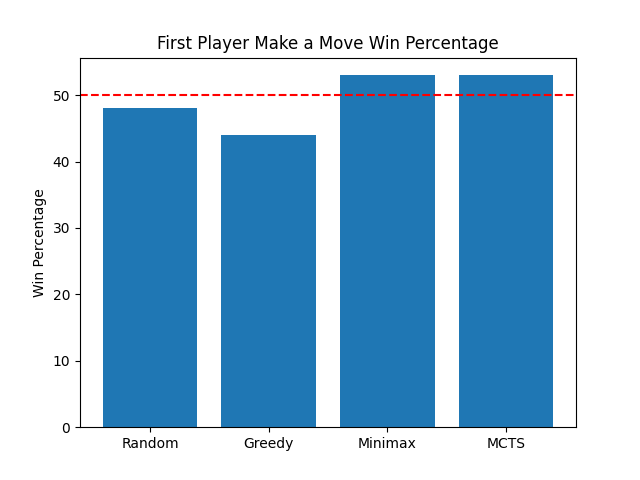 First Player Make a Move Win Percentage
Win Percentage
50
40
30
20
10
0
Random
Greedy
Minimax
MCTS